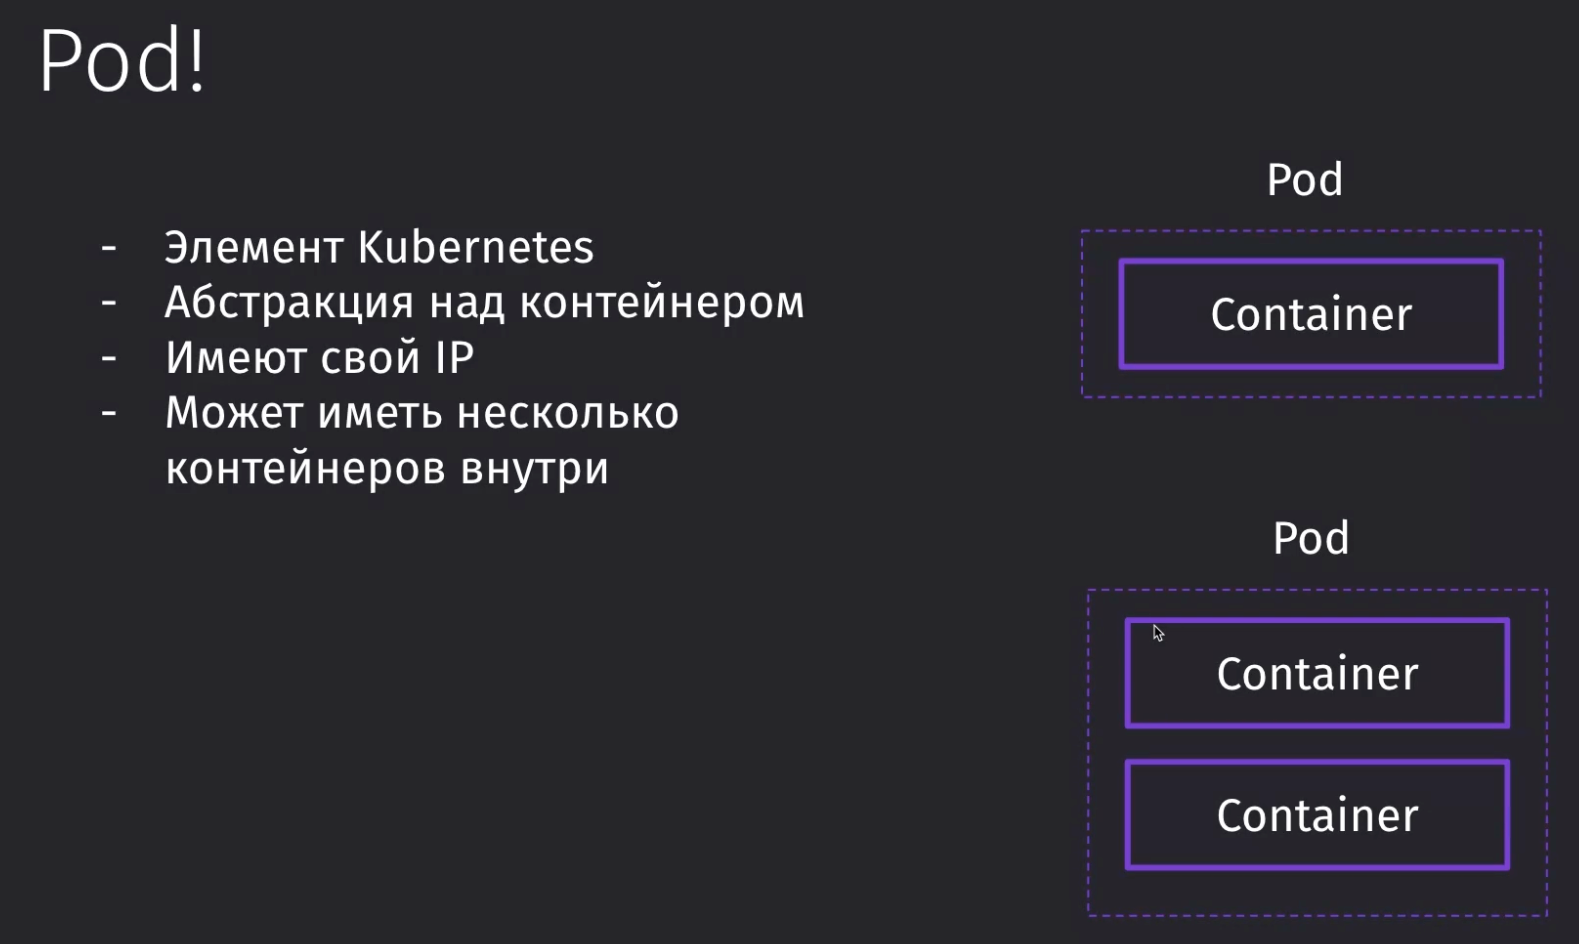 Pod!
- Элемент Kubernetes
- Абстракция над контейнером
- Имеют свой IP
- Может иметь несколько
контейнеров внутри
Pod
Container
Pod
Container
Container